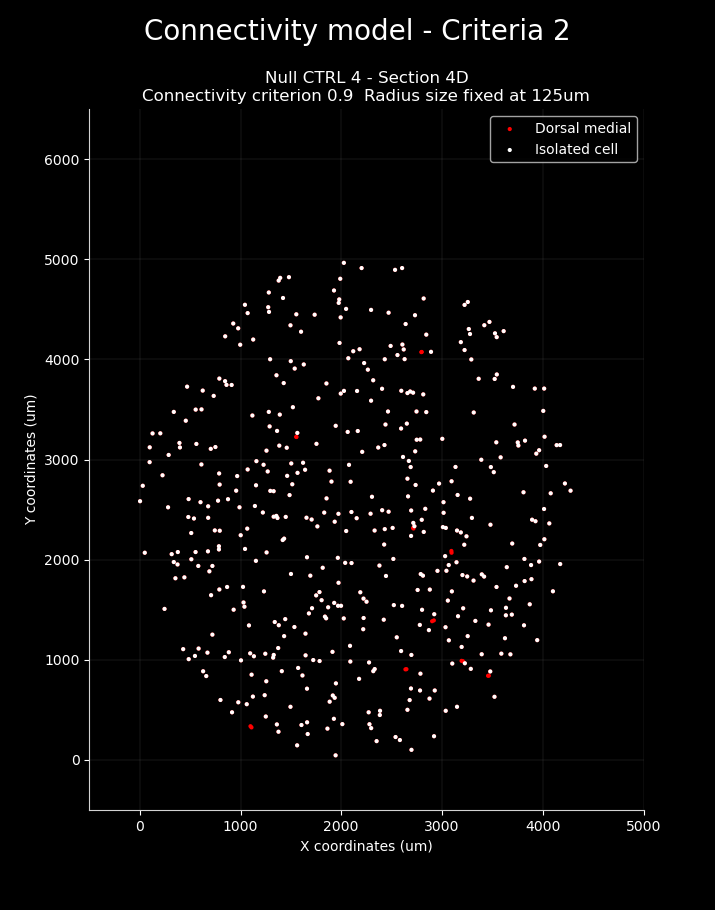 Connectivity model - Criteria 2
Null CTRL 4 - Section 4D
Connectivity criterion 0.9  Radius size fixed at 125um
Dorsal medial
Isolated cell
6000
5000
4000
3000
2000
1000
0
Y coordinates (um)
0 1000 2000 3000 4000 5000
X coordinates (um)